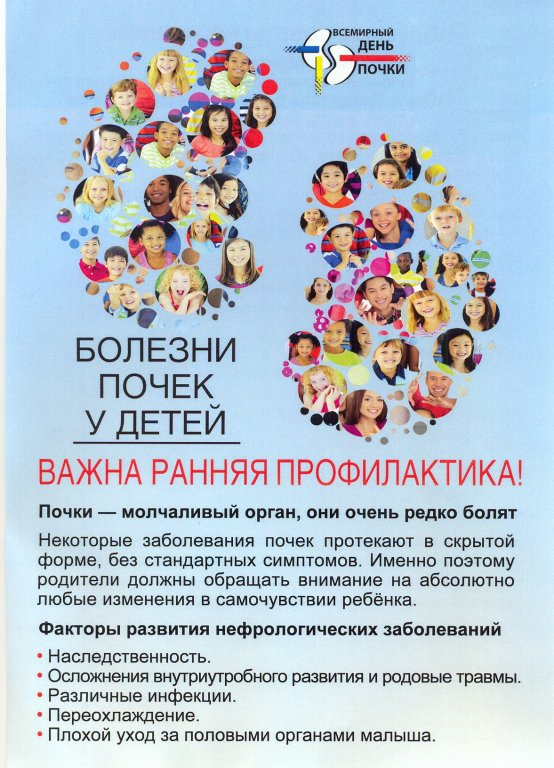 ВСЕМИРНЫЙ
ДЕНЬ
ПОЧКИ
БОЛЕЗНИ
ПОЧЕК
У ДЕТЕЙ
ВАЖНА РАННЯЯ ПРОФИЛАКТИКА!
Почки — молчаливый орган, они очень редко болят
Некоторые заболевания почек протекают в скрытой
форме, без стандартных симптомов. Именно поэтому
родители должны обращать внимание на абсолютно
любые изменения в самочувствии ребёнка.
Факторы развития нефрологических заболеваний
• Наследственность.
• Осложнения внутриутробного развития и родовые травмы.
• Различные инфекции.
• Переохлаждение.
• Плохой уход за половыми органами малыша.